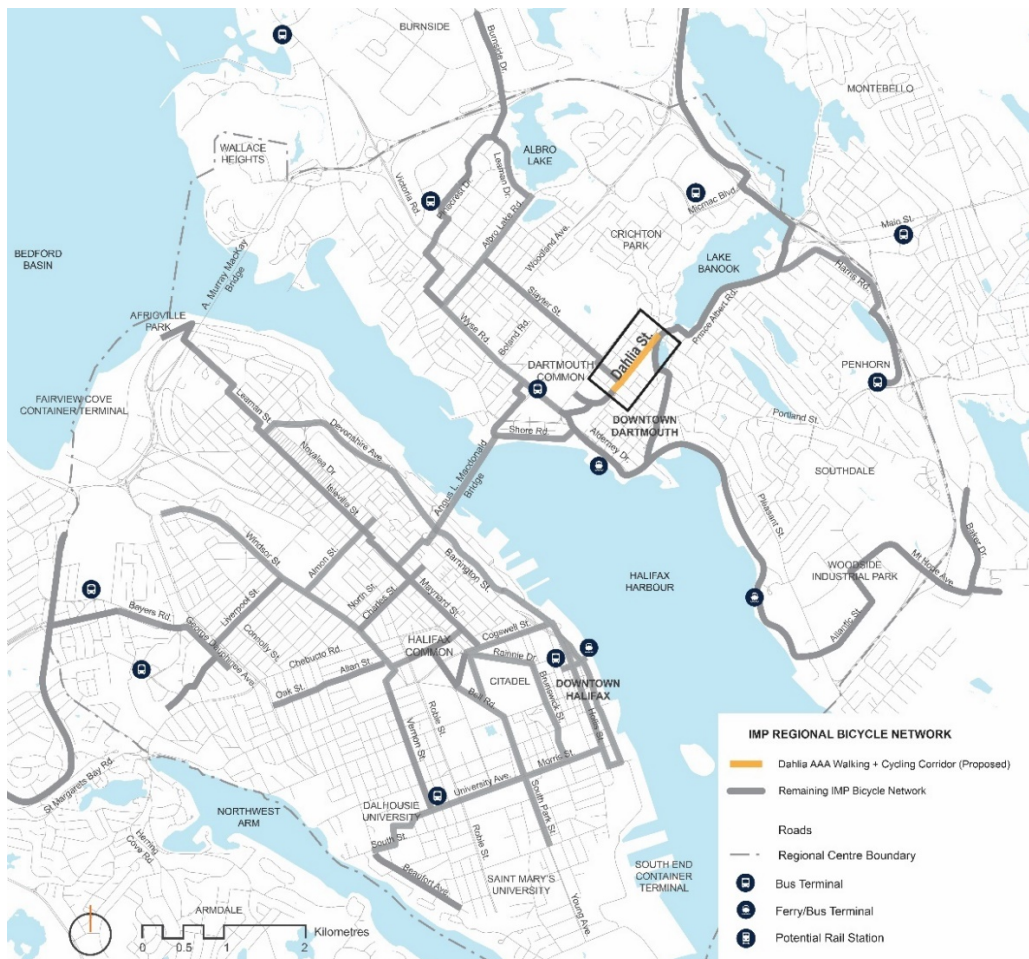 BURNSIDE
Burnside Dr.
MONTEBELLO
WALLACE
HEIGHTS
ALBRO
LAKE
Leaman Dr.
Victoria Rd.
Pinecrest Dr.
Albro Lake Rd.
Woodland Ave.
Micmac Blvd.
Main St.
CRICHTON
PARK
BEDFORD
BASIN
A. Murray MacKay
Bridge
LAKE
BANOOK
Harris Rd.
Slayter St.
Prince Albert Rd.
AFRICVILLE
PARK
Wyse Rd.
Boland Rd.
Dahlia St.
DARTMOUTH
COMMON
PENHORN
FAIRVIEW COVE
CONTAINER TERMINAL
Leaman St.
Devonshire Ave.
Portland St.
DOWNTOWN
DARTMOUTH
Shore Rd.
Alderney Dr.
Novalea Dr.
Isleville St.
Angus L. Macdonald
Bridge
SOUTHDALE
Pleasant St.
Windsor St.
Almon St.
Barrington St.
Baker Dr.
WOODSIDE
INDUSTRIAL PARK
Mt Hope Ave.
HALIFAX
HARBOUR
North St.
Charles St.
Maynard St.
Liverpool St.
Bayers Rd.
George Dauphinee Ave.
Connolly St.
Atlantic St.
Cogswell St.
HALIFAX
COMMON
Chebucto Rd.
Allan St.
Rainnie Dr.
Oak St.
CITADEL
DOWNTOWN
HALIFAX
Brunswick St.
Bell Rd.
Hollis St.
Vernon St.
Robie St.
Morris St.
St Margarets Bay Rd.
University Ave.
NORTHWEST
ARM
DALHOUSIE
UNIVERSITY
South Park St.
South St.
Robie St.
Herring
Cove Rd.
Beaufort Ave.
SAINT MARY'S
UNIVERSITY
SOUTH END
CONTAINER
TERMINAL
Young Ave.
ARMDALE
0 0.5 1 2 Kilometres
IMP REGIONAL BICYCLE NETWORK
Dahlia AAA Walking + Cycling Corridor (Proposed)
Remaining IMP Bicycle Network
Roads
Regional Centre Boundary
Bus Terminal
Ferry/Bus Terminal
Potential Rail Station